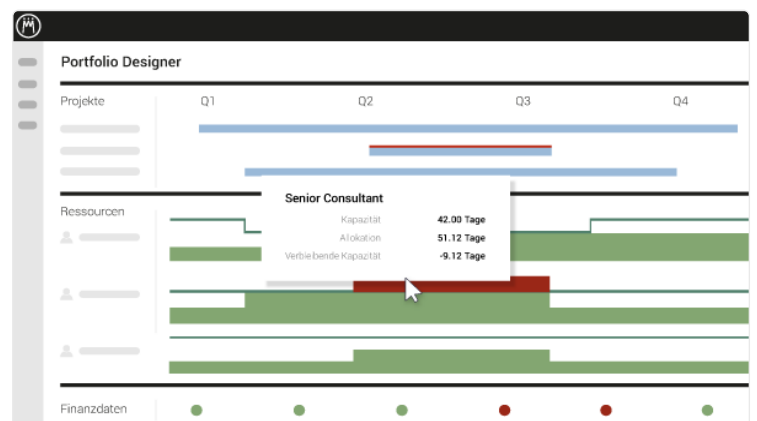 Portfolio Designer
Projekte Q1 Q2 Q3 Q4
Senior Consultant
Ressourcen
Kapazität 42.00 Tage
Allokation 51.12 Tage
Verbleibende Kapazität -9.12 Tage
Finanzdaten